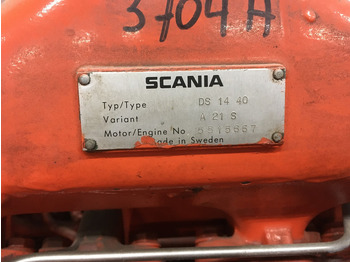 3704A
SCANIA
Typ/Type DS 14 40
Variant A 21 S
Motor/Engine No
Made in Sweden